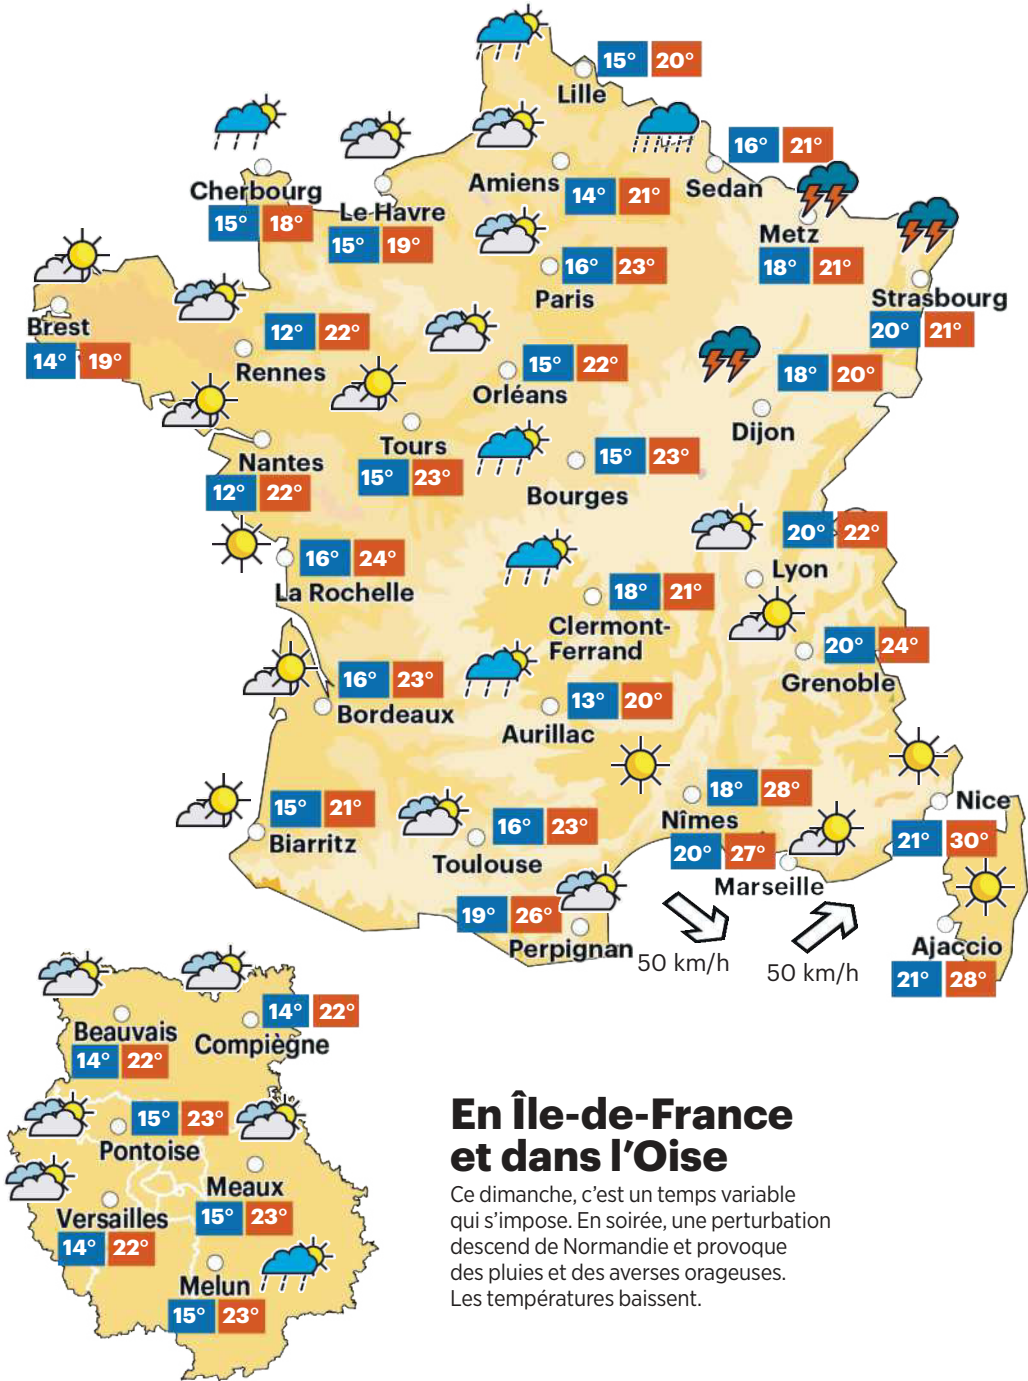 15° 20°
Lille
16° 21°
Amiens
14° 21°
Sedan
Cherbourg
15° 18°
Le Havre
15° 19°
Metz
18° 21°
16° 23°
Paris
Strasbourg
20° 21°
Brest
14° 19°
12° 22°
Rennes
15° 22°
Orléans
18° 20°
Dijon
Tours
15° 23°
Nantes
12° 22°
15° 23°
Bourges
20° 22°
Lyon
16° 24°
La Rochelle
18° 21°
Clermont-
Ferrand
20° 24°
Grenoble
16° 23°
Bordeaux
13° 20°
Aurillac
15° 21°
Biarritz
18° 28°
Nîmes
Nice
21° 30°
16° 23°
Toulouse
20° 27°
Marseille
19° 26°
Perpignan
50 km/h
50 km/h
Ajaccio
21° 28°
Beauvais
14° 22°
14° 22°
Compiègne
15° 23°
Pontoise
Meaux
15° 23°
Versailles
14° 22°
Melun
15° 23°
En Île-de-France
et dans l'Oise
Ce dimanche, c'est un temps variable
qui s'impose. En soirée, une perturbation
descend de Normandie et provoque
des pluies et des averses orageuses.
Les températures baissent.